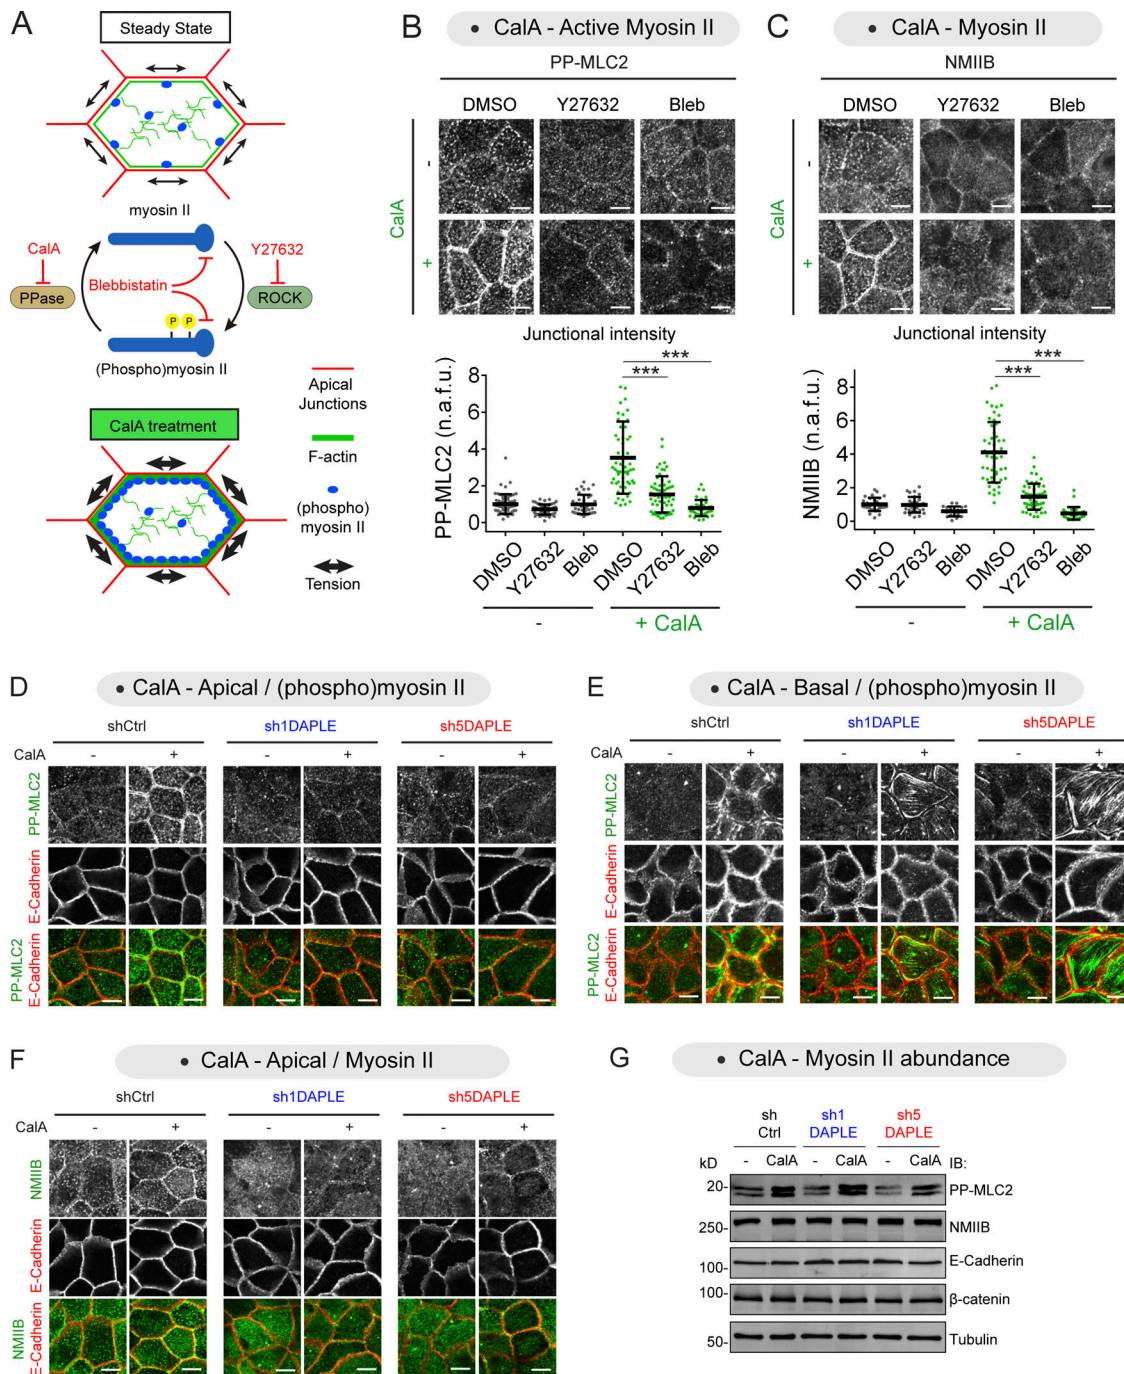 A
Steady State
myosin II
CalA
Y27632
PPase
Blebbistatin
ROCK
P P
(Phospho)myosin II
CalA treatment
Apical
Junctions
F-actin
(phospho)
myosin II
Tension
B
• CalA - Active Myosin II
PP-MLC2
DMSO Y27632 Bleb
CalA
-
+
Junctional intensity
PP-MLC2 (n.a.f.u.)
8
6
4
2
0
***
***
DMSO Y27632 Bleb DMSO Y27632 Bleb
- + CalA
C
• CalA - Myosin II
NMIIB
DMSO Y27632 Bleb
CalA
-
+
Junctional intensity
NMIIB (n.a.f.u.)
8
6
4
2
0
***
***
DMSO Y27632 Bleb DMSO Y27632 Bleb
- + CalA
D
• CalA - Apical / (phospho)myosin II
shCtrl sh1DAPLE sh5DAPLE
CalA - + - + - +
PP-MLC2
E-Cadherin
PP-MLC2
E-Cadherin
E
• CalA - Basal / (phospho)myosin II
shCtrl sh1DAPLE sh5DAPLE
CalA - + - + - +
PP-MLC2
E-Cadherin
PP-MLC2
E-Cadherin
F
• CalA - Apical / Myosin II
shCtrl sh1DAPLE sh5DAPLE
CalA - + - + - +
NMIIB
E-Cadherin
NMIIB
E-Cadherin
G
• CalA - Myosin II abundance
sh sh1 sh5
Ctrl DAPLE DAPLE
kD - CalA - CalA - CalA IB:
20- PP-MLC2
250- NMIIB
100- E-Cadherin
100- β-catenin
50- Tubulin